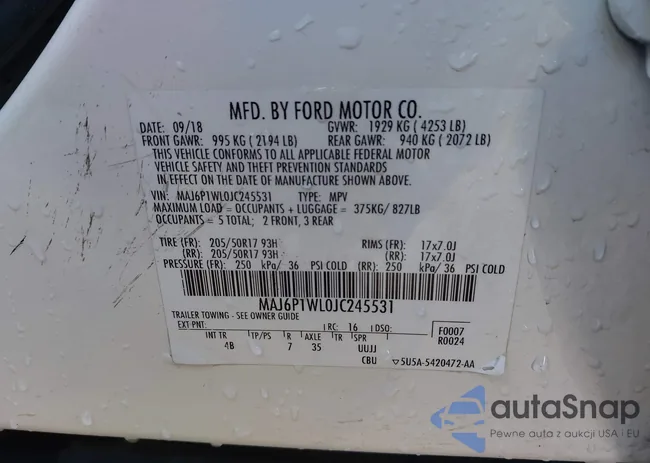 MFD. BY FORD MOTOR CO.
DATE: 09/18 GVWR: 1929 KG ( 4253 LB)
FRONT GAWR: 995 KG ( 2194 LB) REAR GAWR: 940 KG ( 2072 LB)
THIS VEHICLE CONFORMS TO ALL APPLICABLE FEDERAL MOTOR
VEHICLE SAFETY AND THEFT PREVENTION STANDARDS
IN EFFECT ON THE DATE OF MANUFACTURE SHOWN ABOVE.
VIN: MAJ6P1WL0JC245531 TYPE: MPV
MAXIMUM LOAD = OCCUPANTS + LUGGAGE = 375KG/ 827LB
OCCUPANTS = 5 TOTAL; 2 FRONT, 3 REAR
TIRE (FR): 205/50R17 93H RIMS (FR): 17x7.0J
(RR): 205/50R17 93H (RR): 17x7.0J
PRESSURE (FR): 250 kPa/ 36 PSI COLD (RR): 250 kPa/ 36 PSI COLD
MAJ6P1WL0JC245531
TRAILER TOWING - SEE OWNER GUIDE
EXT PNT: RC: 16 DSO: F0007
INT TR TP/PS R AXLE TR SPR R0024
4B 7 35 UUJJ
CBU 5U5A-5420472-AA
autaSnap
Pewne auta z aukcji USA i EU